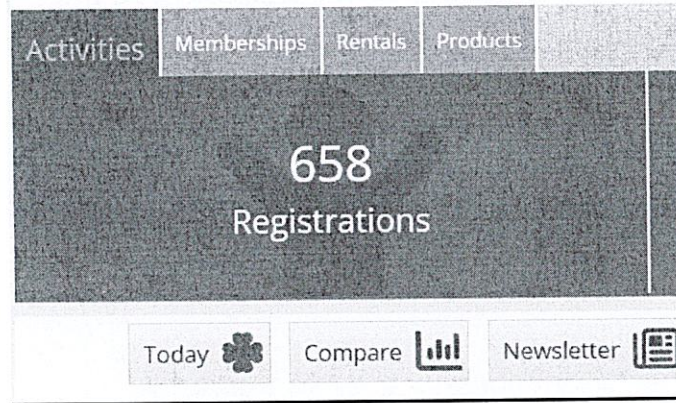 Activities Memberships Rentals Products
658
Registrations
Today Compare Newsletter